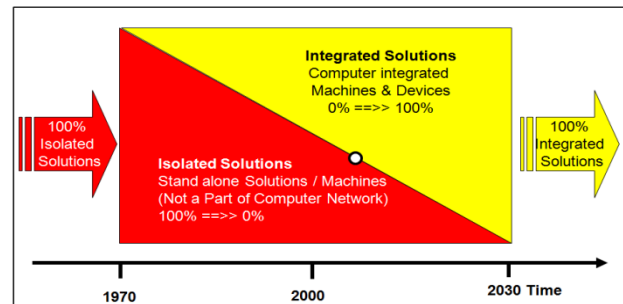 Integrated Solutions
Computer integrated
Machines & Devices
0% ==>> 100%
100%
Isolated
Solutions
100%
Integrated
Solutions
Isolated Solutions
Stand alone Solutions / Machines
(Not a Part of Computer Network)
100% ==>> 0%
1970
2000
2030 Time